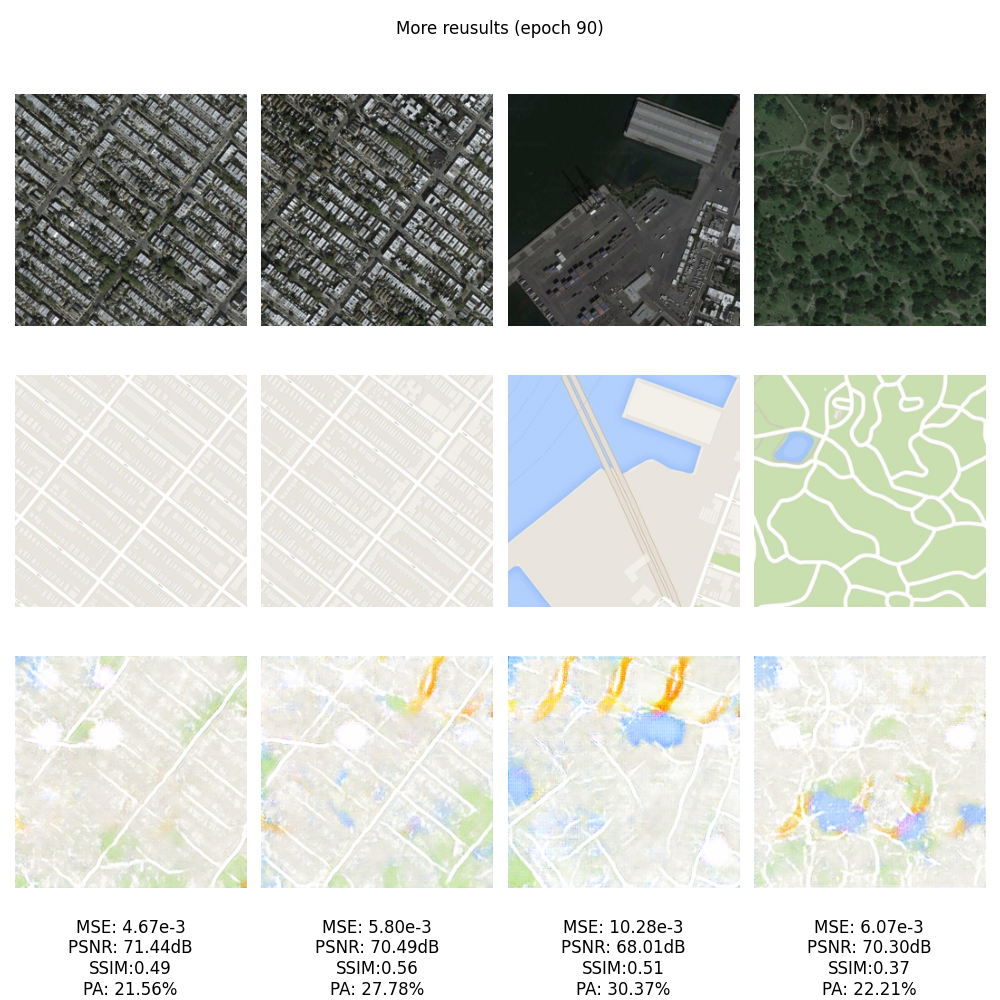 More reusults (epoch 90)
MSE: 4.67e-3
PSNR: 71.44dB
SSIM:0.49
PA: 21.56%
MSE: 5.80e-3
PSNR: 70.49dB
SSIM:0.56
PA: 27.78%
MSE: 10.28e-3
PSNR: 68.01dB
SSIM:0.51
PA: 30.37%
MSE: 6.07e-3
PSNR: 70.30dB
SSIM:0.37
PA: 22.21%